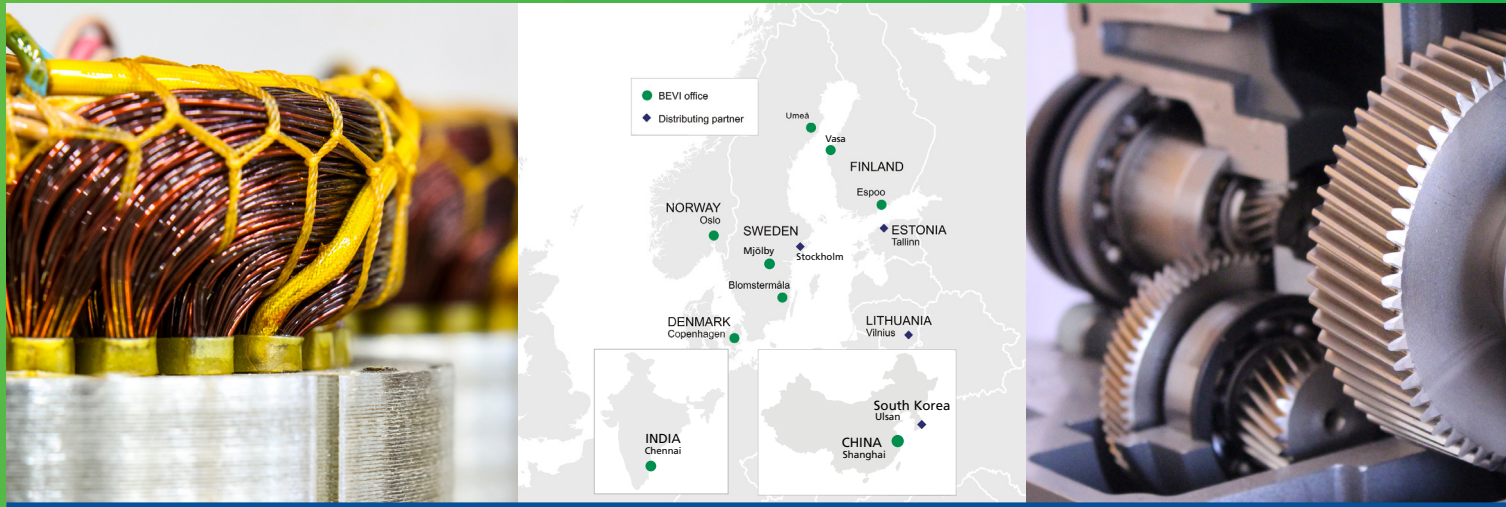 BEVI office
Distributing partner
Umeå
Vasa
FINLAND
Espoo
NORWAY
Oslo
SWEDEN
ESTONIA
Tallinn
Mjölby
Stockholm
Blomstermåla
DENMARK
Copenhagen
LITHUANIA
Vilnius
INDIA
Chennai
South Korea
Ulsan
CHINA
Shanghai